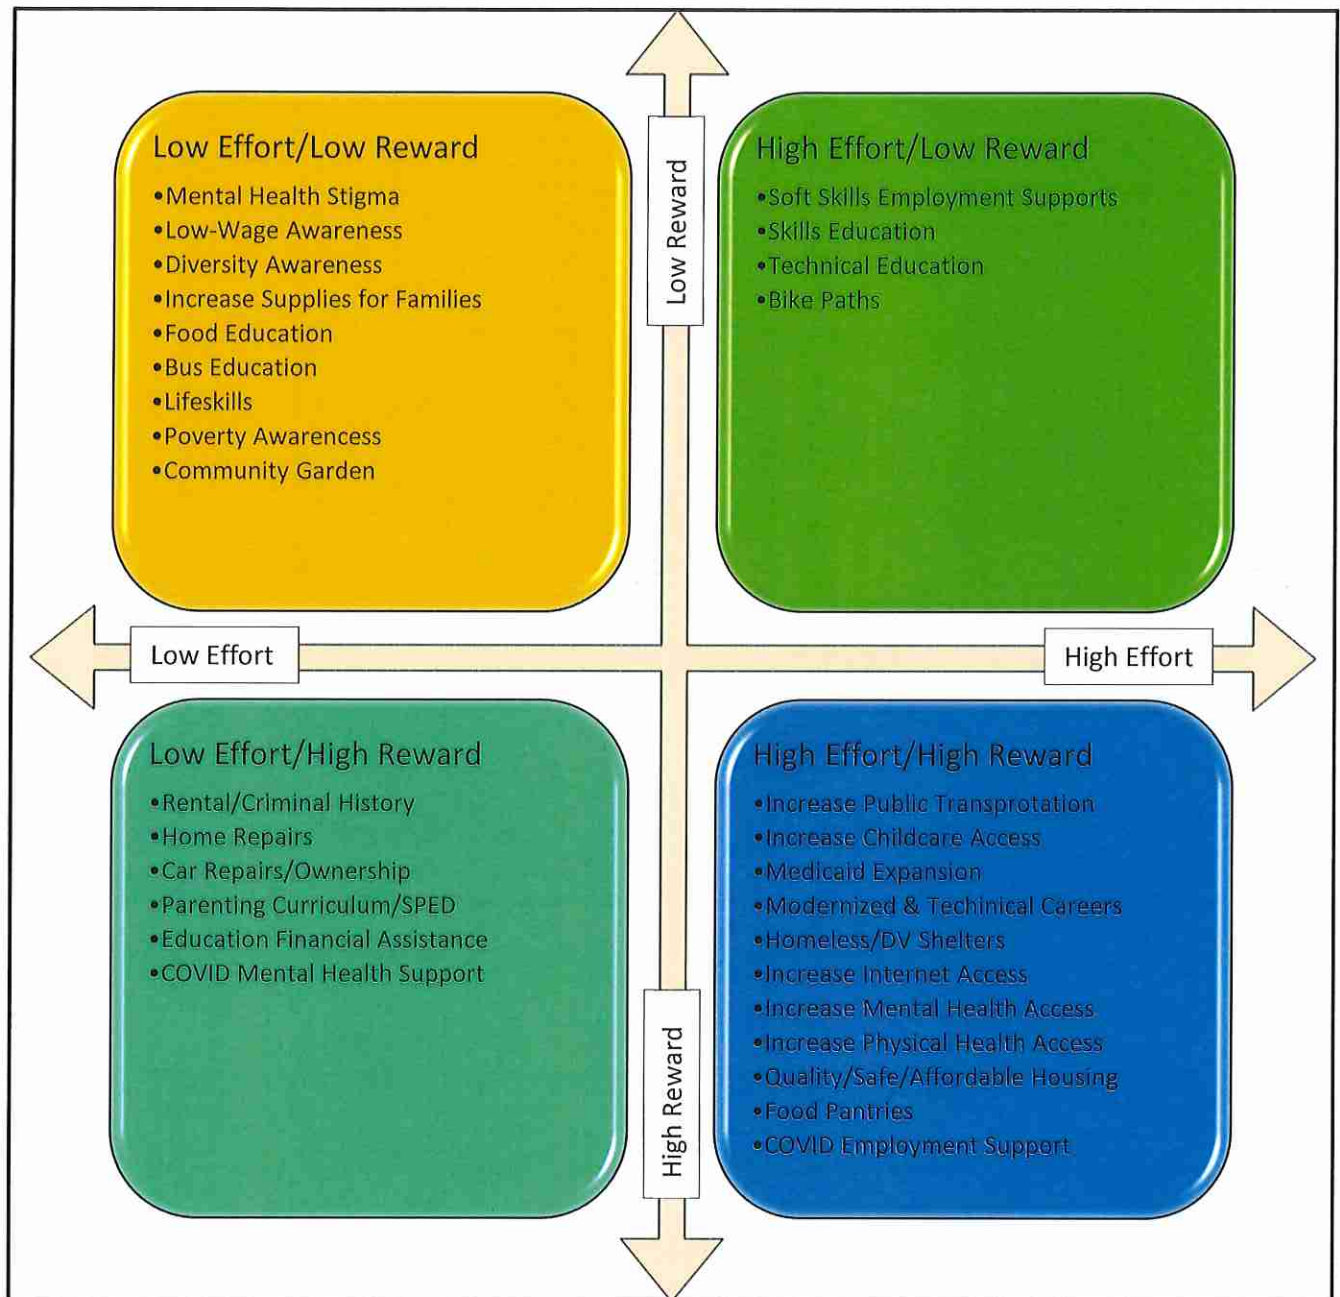 Low Effort/Low Reward
•Mental Health Stigma
•Low-Wage Awareness
•Diversity Awareness
•Increase Supplies for Families
•Food Education
•Bus Education
•Lifeskills
•Poverty Awarencess
•Community Garden
Low Reward
High Effort/Low Reward
•Soft Skills Employment Supports
•Skills Education
•Technical Education
•Bike Paths
Low Effort
High Effort
Low Effort/High Reward
•Rental/Criminal History
•Home Repairs
•Car Repairs/Ownership
•Parenting Curriculum/SPED
•Education Financial Assistance
•COVID Mental Health Support
High Reward
High Effort/High Reward
•Increase Public Transprotation
•Increase Childcare Access
•Medicaid Expansion
•Modernized & Techinical Careers
•Homeless/DV Shelters
•Increase Internet Access
•Increase Mental Health Access
•Increase Physical Health Access
•Quality/Safe/Affordable Housing
•Food Pantries
•COVID Employment Support